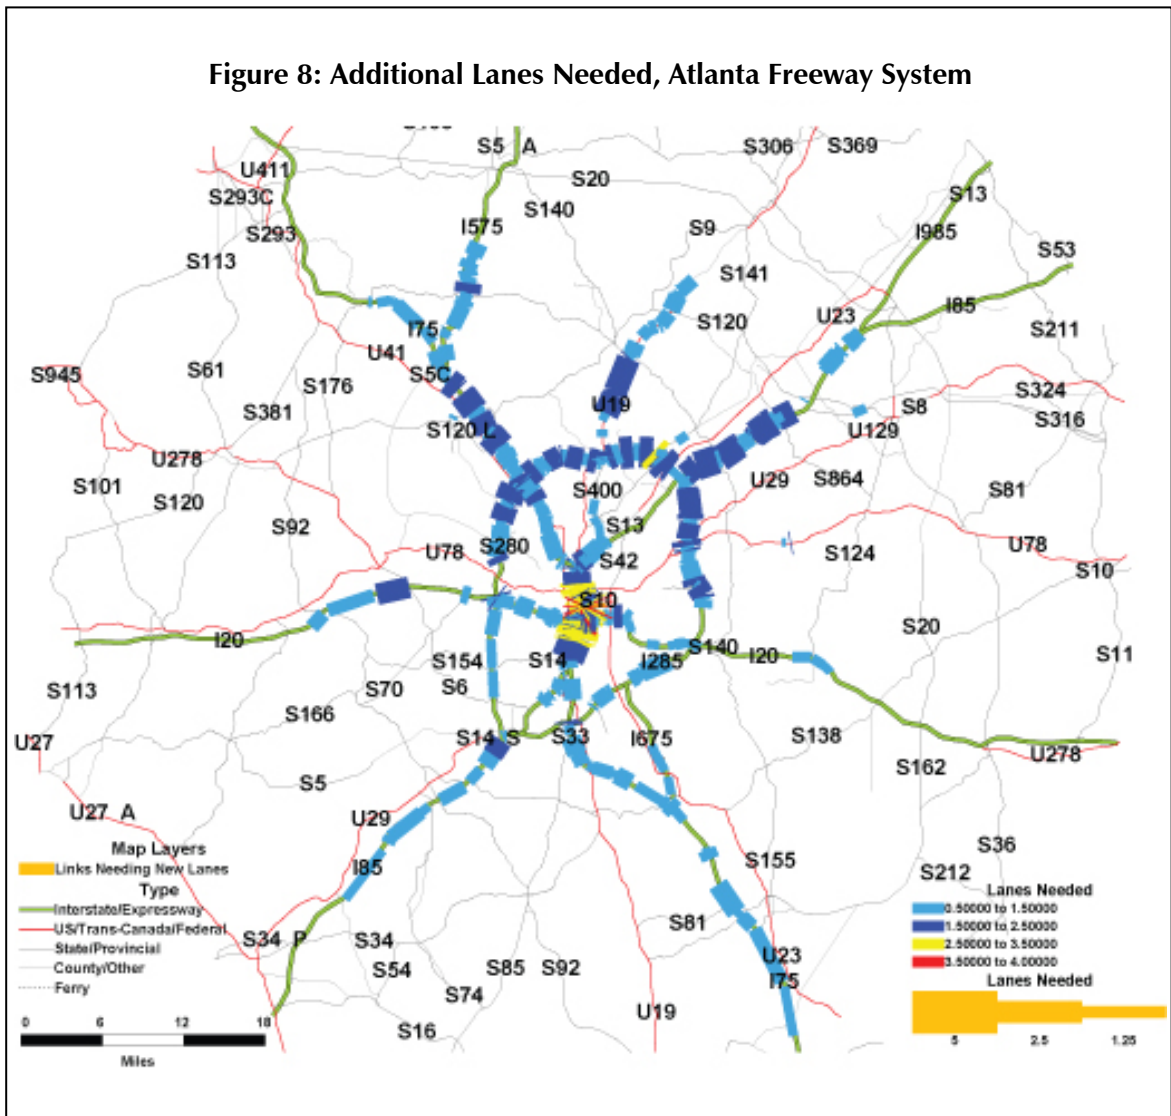 Figure 8: Additional Lanes Needed, Atlanta Freeway System
S5 A
S306
S369
U411
S20
S293C
S140
S13
S293
I575
S9
I985
S53
S113
S141
I85
U23
S120
I75
S211
U41
S945
S61
S5C
S176
S324
S381
U19
S8
S316
S120 L
U129
U278
U29
S864
S101
S400
S81
S120
S92
S13
U78
S280
S42
S124
U78
S10
S10
S20
I20
S140
I20
S11
S154
S14
I285
S113
S70
S6
S166
U27
S14 S
S33
I675
S138
U278
S5
S162
U27 A
U29
S36
Map Layers
S155
Links Needing New Lanes
I85
S212
Type
Lanes Needed
Interstate/Expressway
0.50000 to 1.50000
US/Trans-Canada/Federal
S81
1.50000 to 2.50000
S34 P
S34
State/Provincial
2.50000 to 3.50000
U23
County/Other
S54
S85
S92
3.50000 to 4.00000
Ferry
I75
Lanes Needed
S74
0 6 12 18
U19
S16
5 2.5 1.25
Miles